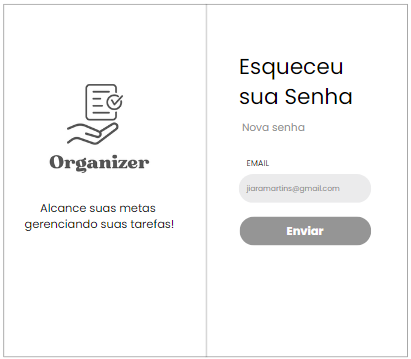 Organizer
Alcance suas metas
gerenciando suas tarefas!
Esqueceu
sua Senha
Nova senha
EMAIL
jiaramartins@gmail.com
Enviar